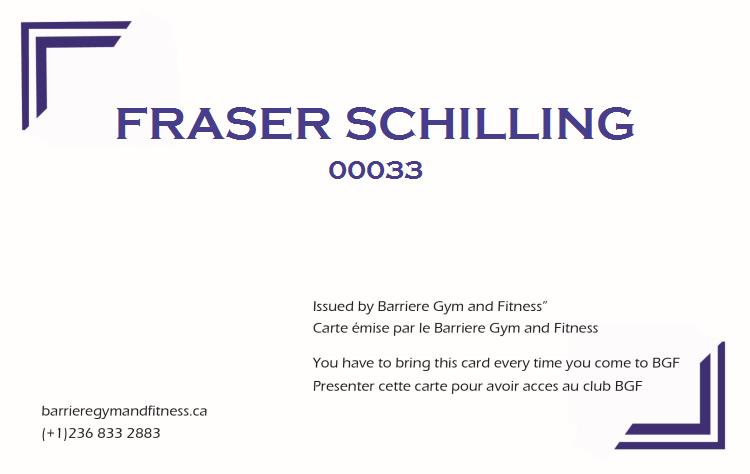 FRASER SCHILLING
00033
Issued by Barriere Gym and Fitness”
Carte émise par le Barriere Gym and Fitness
You have to bring this card every time you come to BGF
Presenter cette carte pour avoir acces au club BGF
barrieregymandfitness.ca
(+1)236 833 2883